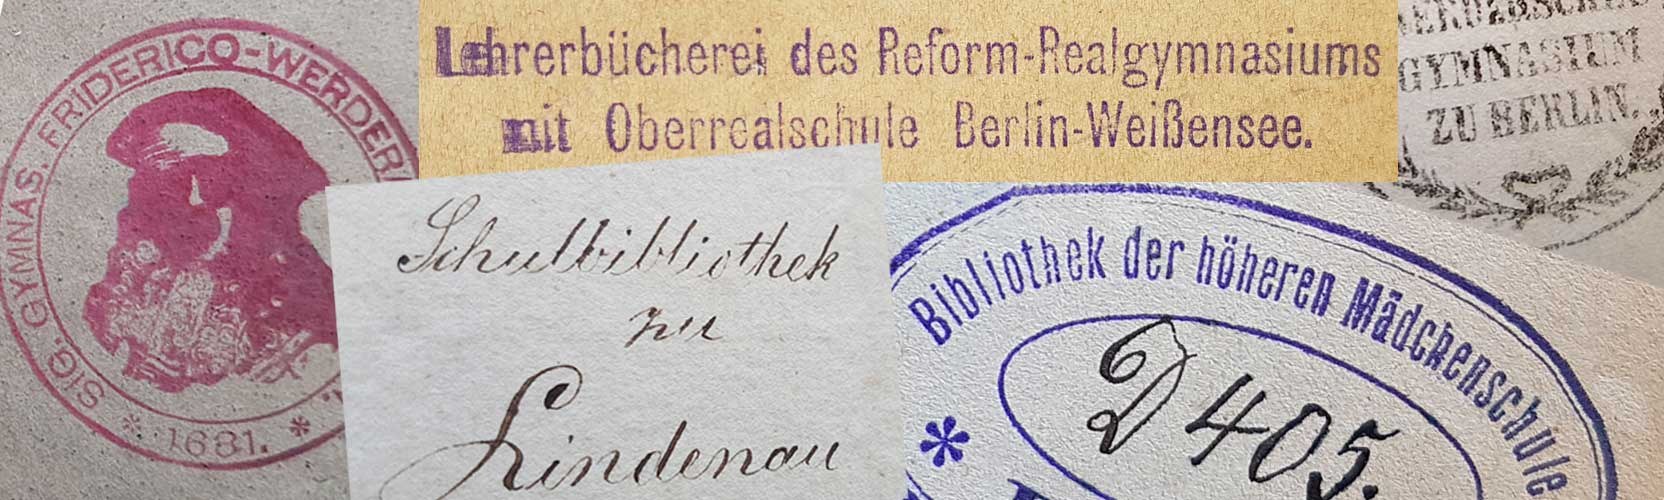 SIG. GYMNAS. FRIDERICO-WERDER
* 1681. *
Lehrerbücherei des Reform-Realgymnasiums
mit Oberrealschule Berlin-Weißensee.
GYMNASIUM
ZU BERLIN.
Schulbibliothek
zu
Lindenau
Bibliothek der höheren Mädchenschule
*
D 405.